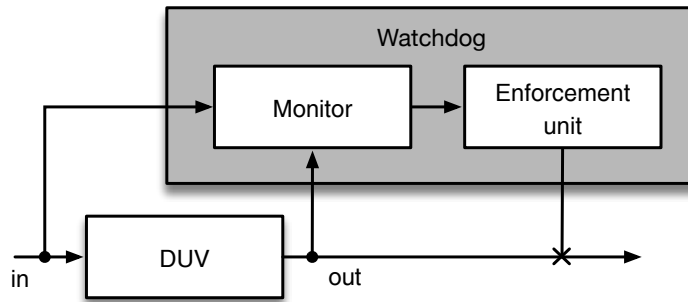 Watchdog
Monitor
Enforcement
unit
DUV
in
out